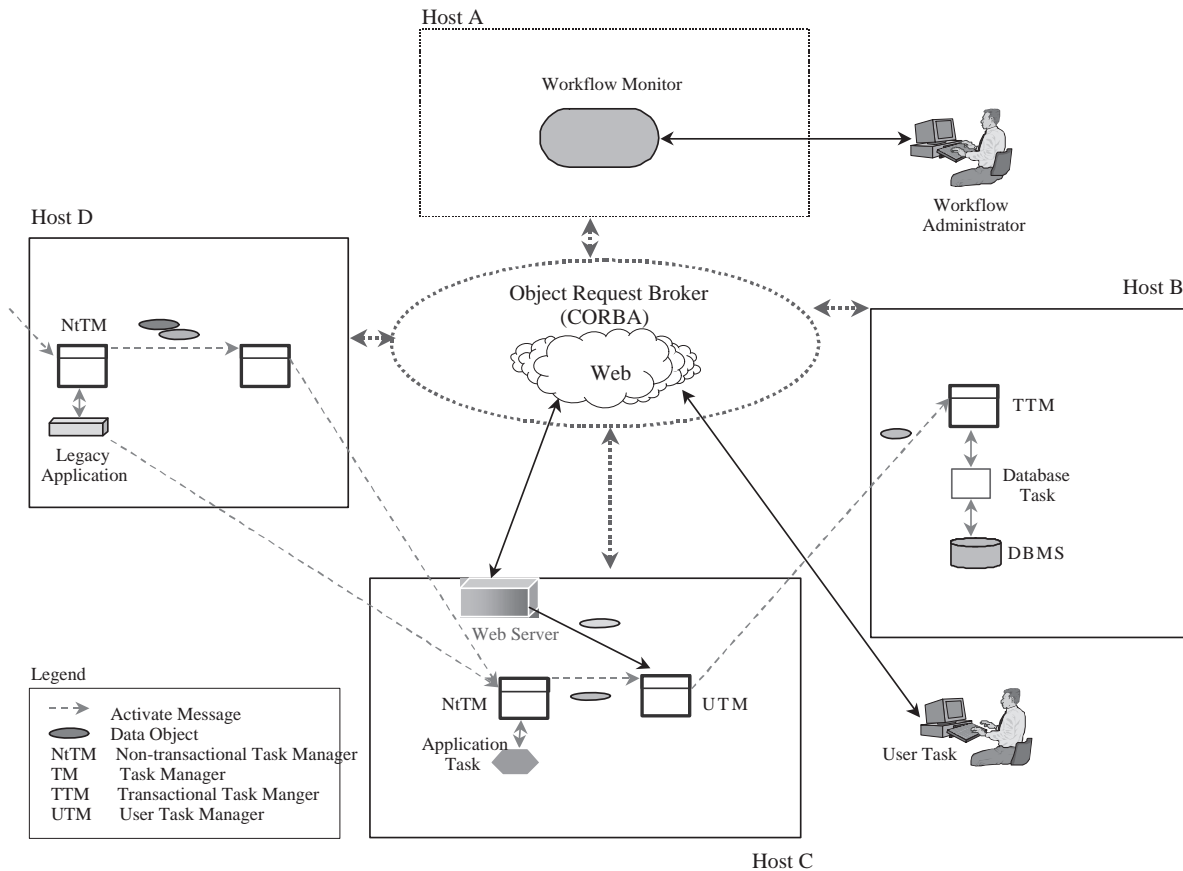 Host A
Workflow Monitor
Workflow
Administrator
Host D
Object Request Broker
(CORBA)
Web
Host B
NtTM
Legacy
Application
TTM
Database
Task
DBMS
Web Server
NtTM
UTM
Application
Task
User Task
Host C
Legend
Activate Message
Data Object
NtTM Non-transactional Task Manager
TM Task Manager
TTM Transactional Task Manger
UTM User Task Manager